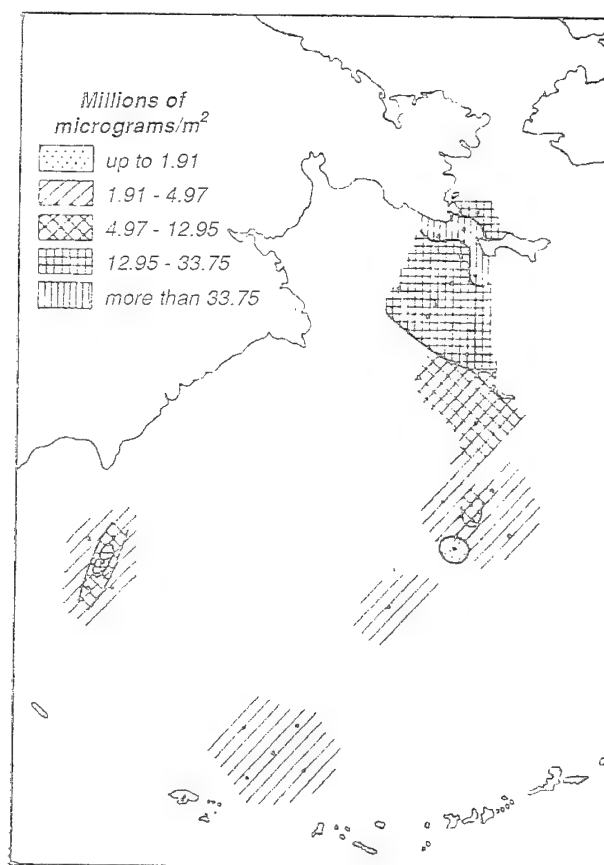 Millions of
micrograms/m²
up to 1.91
1.91 - 4.97
4.97 - 12.95
12.95 - 33.75
more than 33.75